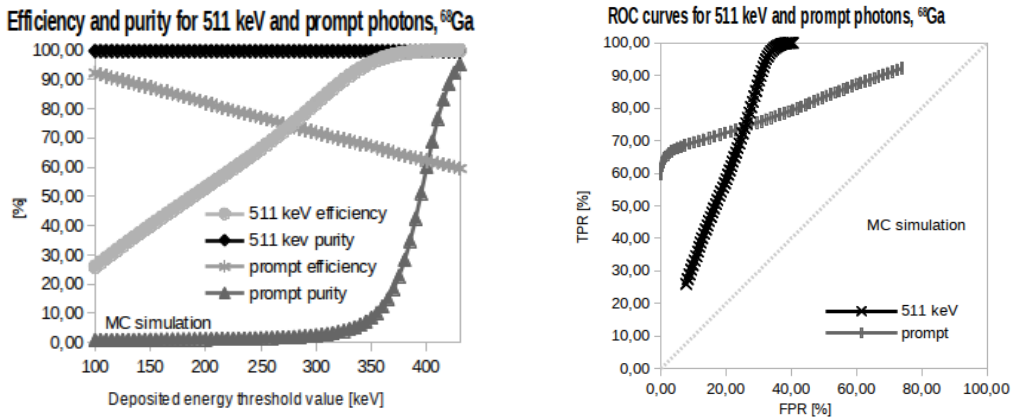 Efficiency and purity for 511 keV and prompt photons, ⁶⁸Ga
100,00
90,00
80,00
70,00
60,00
50,00
40,00
30,00
20,00
10,00
0,00
[%]
511 keV efficiency
511 kev purity
prompt efficiency
prompt purity
MC simulation
100 150 200 250 300 350 400
Deposited energy threshold value [keV]
ROC curves for 511 keV and prompt photons, ⁶⁸Ga
100,00
90,00
80,00
70,00
60,00
50,00
40,00
30,00
20,00
10,00
0,00
TPR [%]
MC simulation
511 keV
prompt
0,00 20,00 40,00 60,00 80,00 100,00
FPR [%]